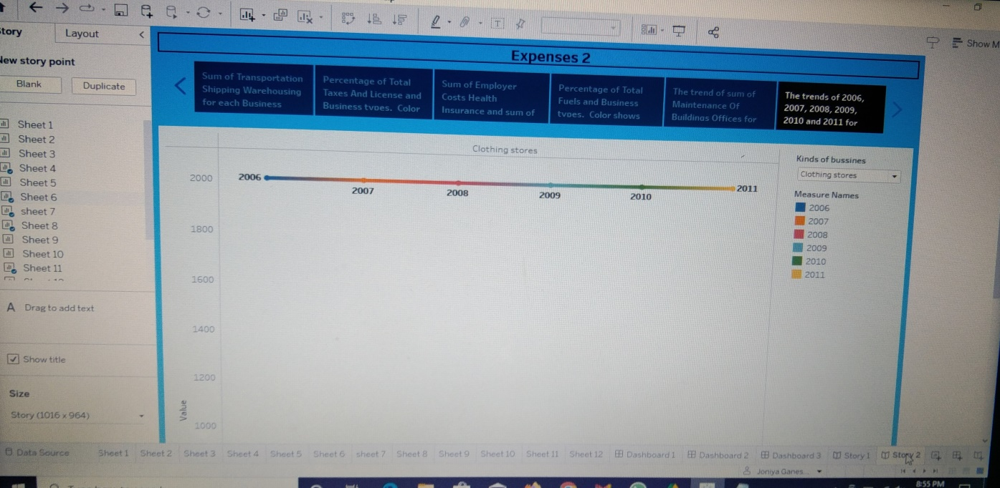 tory
Layout
New story point
Blank
Duplicate
Sheet 1
Sheet 2
Sheet 3
Sheet 4
Sheet 5
Sheet 6
sheet 7
Sheet 8
Sheet 9
Sheet 10
Sheet 11
A Drag to add text
Show title
Size
Story (1016 x 964)
Show M
Expenses 2
Sum of Transportation
Shipping Warehousing
for each Business
Percentage of Total
Taxes And License and
Business types. Color
Sum of Employer
Costs Health
Insurance and sum of
Percentage of Total
Fuels and Business
types. Color shows
The trend of sum of
Maintenance Of
Buildings Offices for
The trends of 2006,
2007, 2008, 2009,
2010 and 2011 for
Clothing stores
2000
1800
1600
1400
1200
1000
Value
2006
2007
2008
2009
2010
2011
Kinds of bussines
Clothing stores
Measure Names
2006
2007
2008
2009
2010
2011
Data Source Sheet 1 Sheet 2 Sheet 3 Sheet 4 Sheet 5 Sheet 6 sheet 7 Sheet 8 Sheet 9 Sheet 10 Sheet 11 Sheet 12 Dashboard 1 Dashboard 2 Dashboard 3 Story 1 Story 2
Joniya Ganes...
8:55 PM